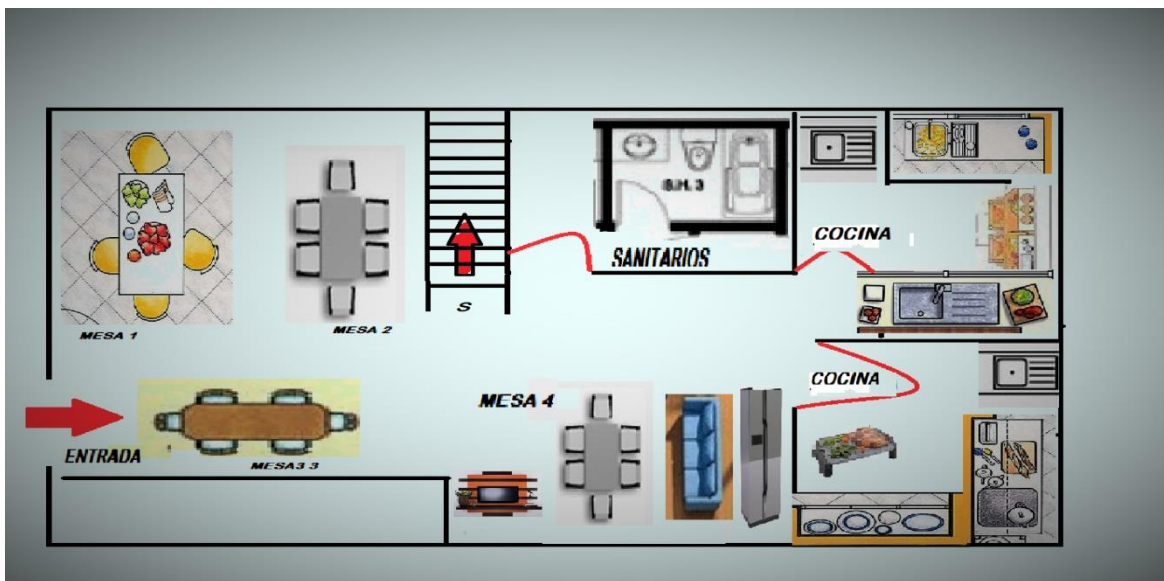 S.H. 3
SANITARIOS
COCINA
S
MESA 1
MESA 2
COCINA
MESA 4
ENTRADA
MESA3 3